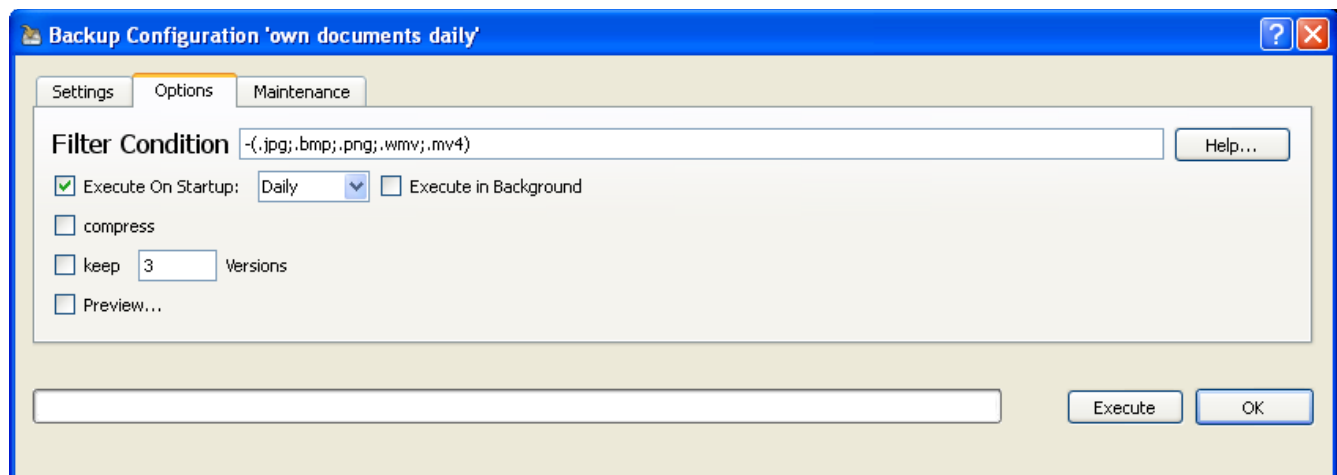 Backup Configuration 'own documents daily'
Settings Options Maintenance
Filter Condition -(.jpg;.bmp;.png;.wmv;.mv4) Help...
Execute On Startup: Daily Execute in Background
compress
keep 3 Versions
Preview...
Execute OK